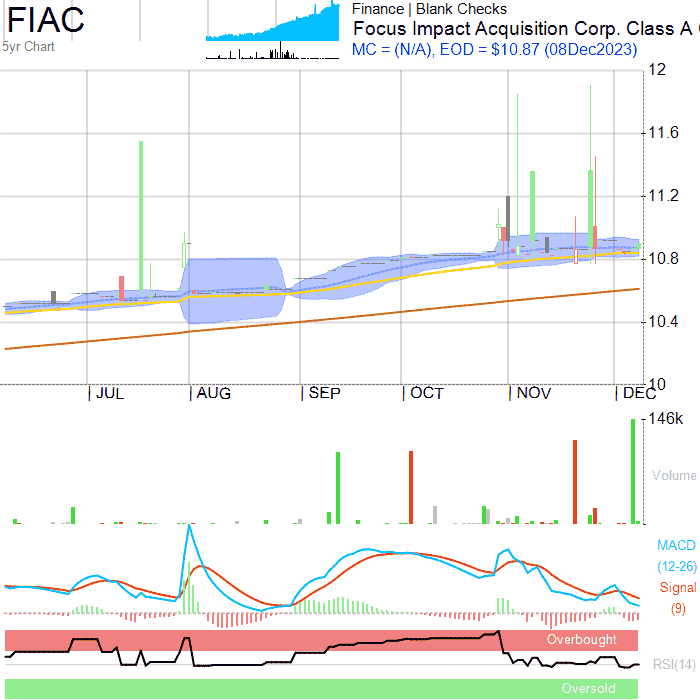 FIAC
Finance | Blank Checks
Focus Impact Acquisition Corp. Class A
5yr Chart
MC = (N/A), EOD = $10.87 (08Dec2023)
12
11.6
11.2
10.8
10.4
10
JUL AUG SEP OCT NOV DEC
146k
Volume
MACD
(12-26)
Signal
(9)
Overbought
RSI(14)
Oversold